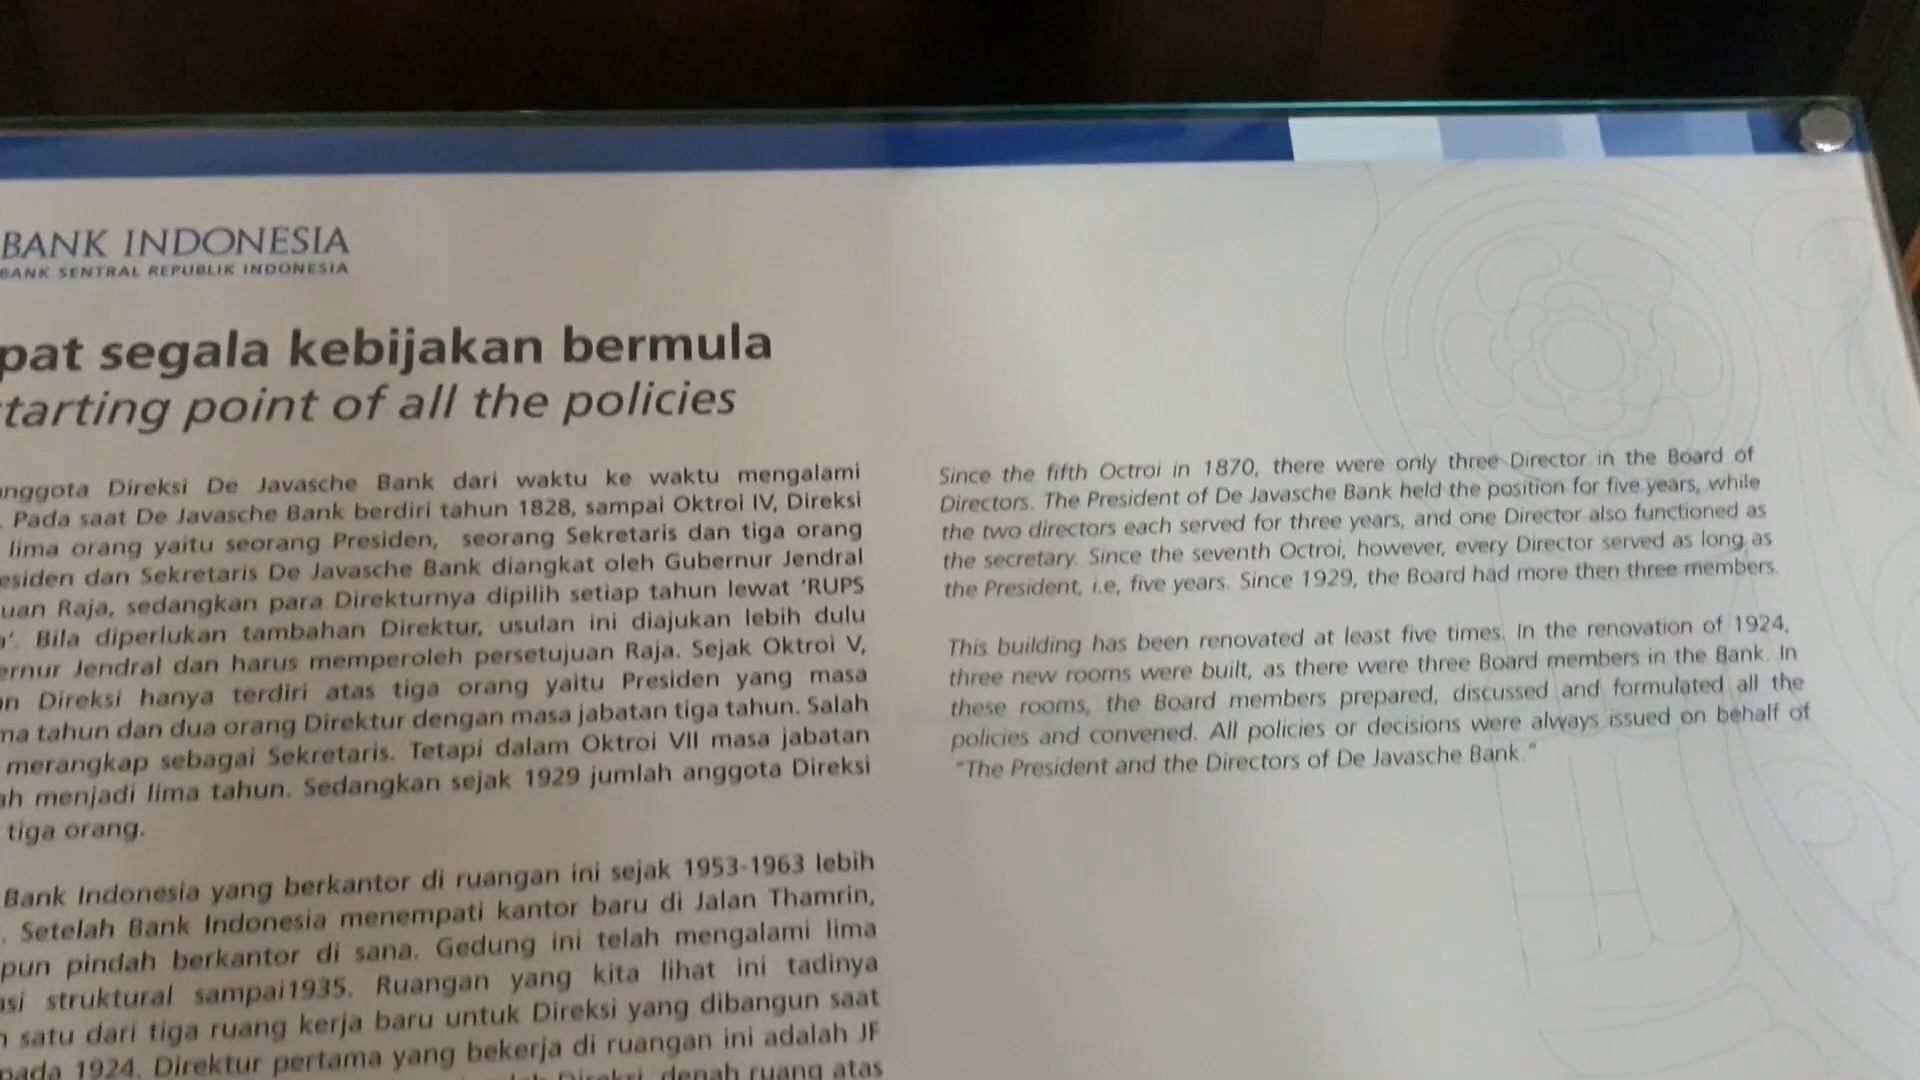 BANK INDONESIA
BANK SENTRAL REPUBLIK INDONESIA
pat segala kebijakan bermula
tarting point of all the policies
nggota Direksi De Javasche Bank dari waktu ke waktu mengalami
. Pada saat De Javasche Bank berdiri tahun 1828, sampai Oktroi IV, Direksi
lima orang yaitu seorang Presiden, seorang Sekretaris dan tiga orang
esiden dan Sekretaris De Javasche Bank diangkat oleh Gubernur Jendral
uan Raja, sedangkan para Direkturnya dipilih setiap tahun lewat 'RUPS
'. Bila diperlukan tambahan Direktur, usulan ini diajukan lebih dulu
ernur Jendral dan harus memperoleh persetujuan Raja. Sejak Oktroi V,
n Direksi hanya terdiri atas tiga orang yaitu Presiden yang masa
ma tahun dan dua orang Direktur dengan masa jabatan tiga tahun. Salah
merangkap sebagai Sekretaris. Tetapi dalam Oktroi VII masa jabatan
ah menjadi lima tahun. Sedangkan sejak 1929 jumlah anggota Direksi
tiga orang.
Bank Indonesia yang berkantor di ruangan ini sejak 1953-1963 lebih
. Setelah Bank Indonesia menempati kantor baru di Jalan Thamrin,
pun pindah berkantor di sana. Gedung ini telah mengalami lima
asi struktural sampai1935. Ruangan yang kita lihat ini tadinya
satu dari tiga ruang kerja baru untuk Direksi yang dibangun saat
pada 1924. Direktur pertama yang bekerja di ruangan ini adalah JF
Direksi, denah ruang atas
Since the fifth Octroi in 1870, there were only three Director in the Board of
Directors. The President of De Javasche Bank held the position for five years, while
the two directors each served for three years, and one Director also functioned as
the secretary. Since the seventh Octroi, however, every Director served as long as
the President, i.e, five years. Since 1929, the Board had more then three members.
This building has been renovated at least five times. In the renovation of 1924,
three new rooms were built, as there were three Board members in the Bank. In
these rooms, the Board members prepared, discussed and formulated all the
policies and convened. All policies or decisions were always issued on behalf of
"The President and the Directors of De Javasche Bank."